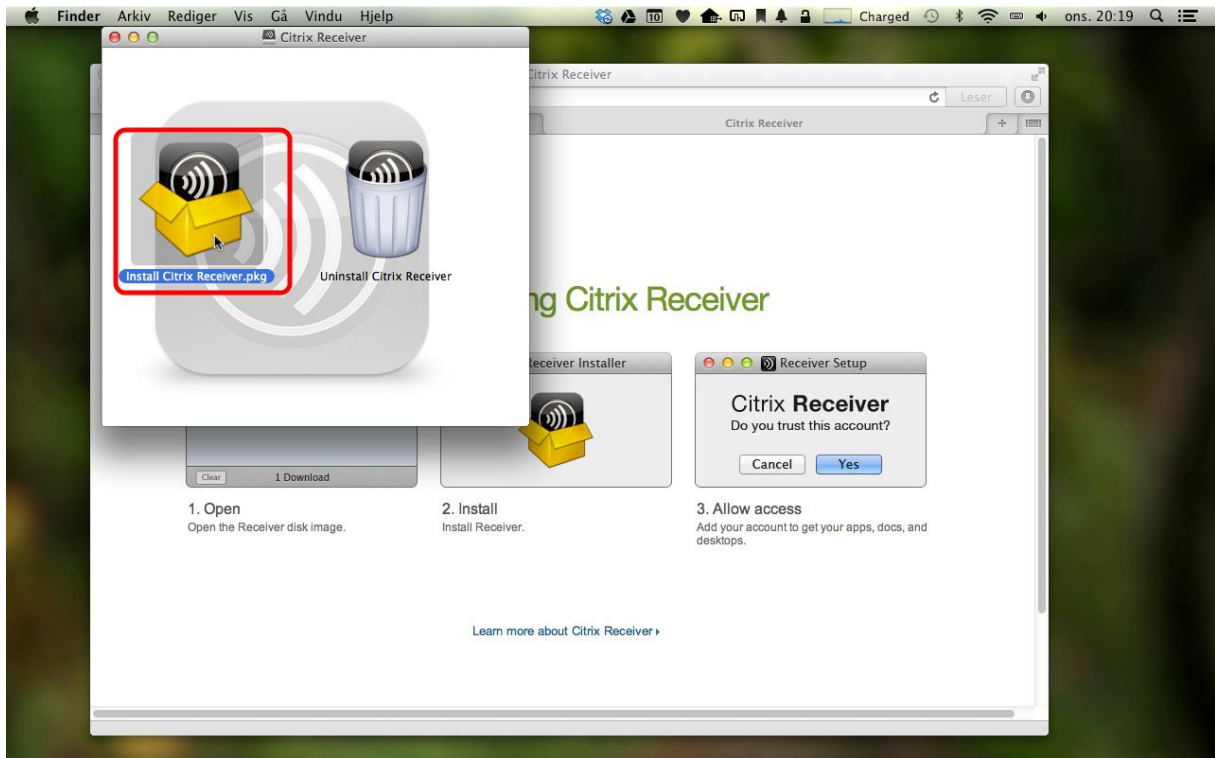 Finder Arkiv Rediger Vis Gå Vindu Hjelp 10 Charged ons. 20:19
Citrix Receiver
Install Citrix Receiver.pkg
Uninstall Citrix Receiver
Citrix Receiver
Leser
Citrix Receiver
Citrix Receiver
Clear
1 Download
Receiver Installer
Receiver Setup
Citrix Receiver
Do you trust this account?
Cancel
Yes
1. Open
Open the Receiver disk image.
2. Install
Install Receiver.
3. Allow access
Add your account to get your apps, docs, and
desktops.
Learn more about Citrix Receiver